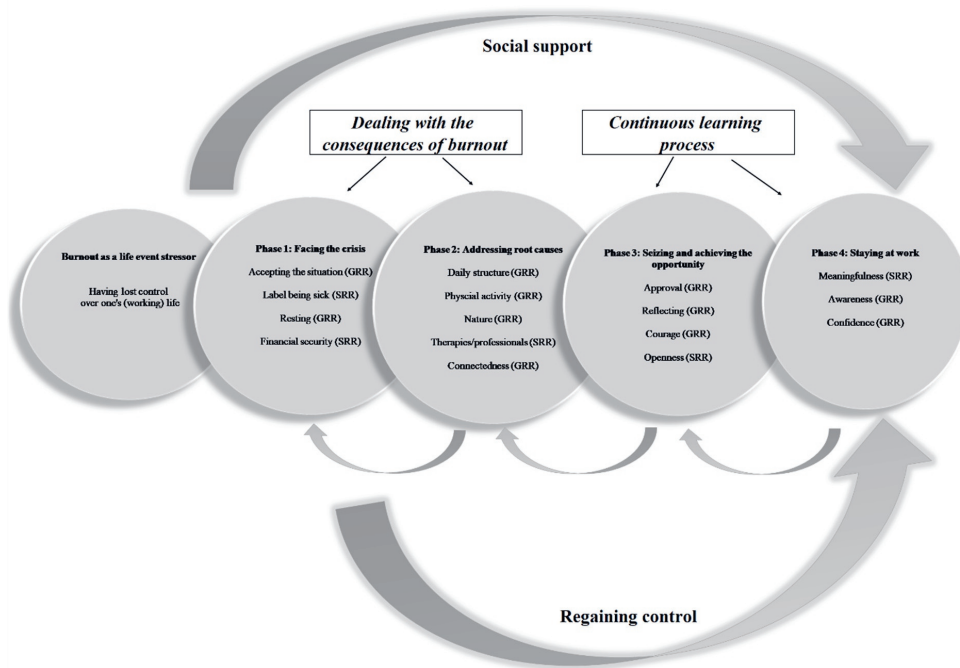 Social support
Dealing with the
consequences of burnout
Continuous learning
process
Burnout as a life event stressor
Having lost control
over one's (working) life
Phase 1: Facing the crisis
Accepting the situation (GRR)
Label being sick (SRR)
Resting (GRR)
Financial security (SRR)
Phase 2: Addressing root causes
Daily structure (GRR)
Physcial activity (GRR)
Nature (GRR)
Therapies/professionals (SRR)
Connectedness (GRR)
Phase 3: Seizing and achieving the
opportunity
Approval (GRR)
Reflecting (GRR)
Courage (GRR)
Openness (SRR)
Phase 4: Staying at work
Meaningfulness (SRR)
Awareness (GRR)
Confidence (GRR)
Regaining control